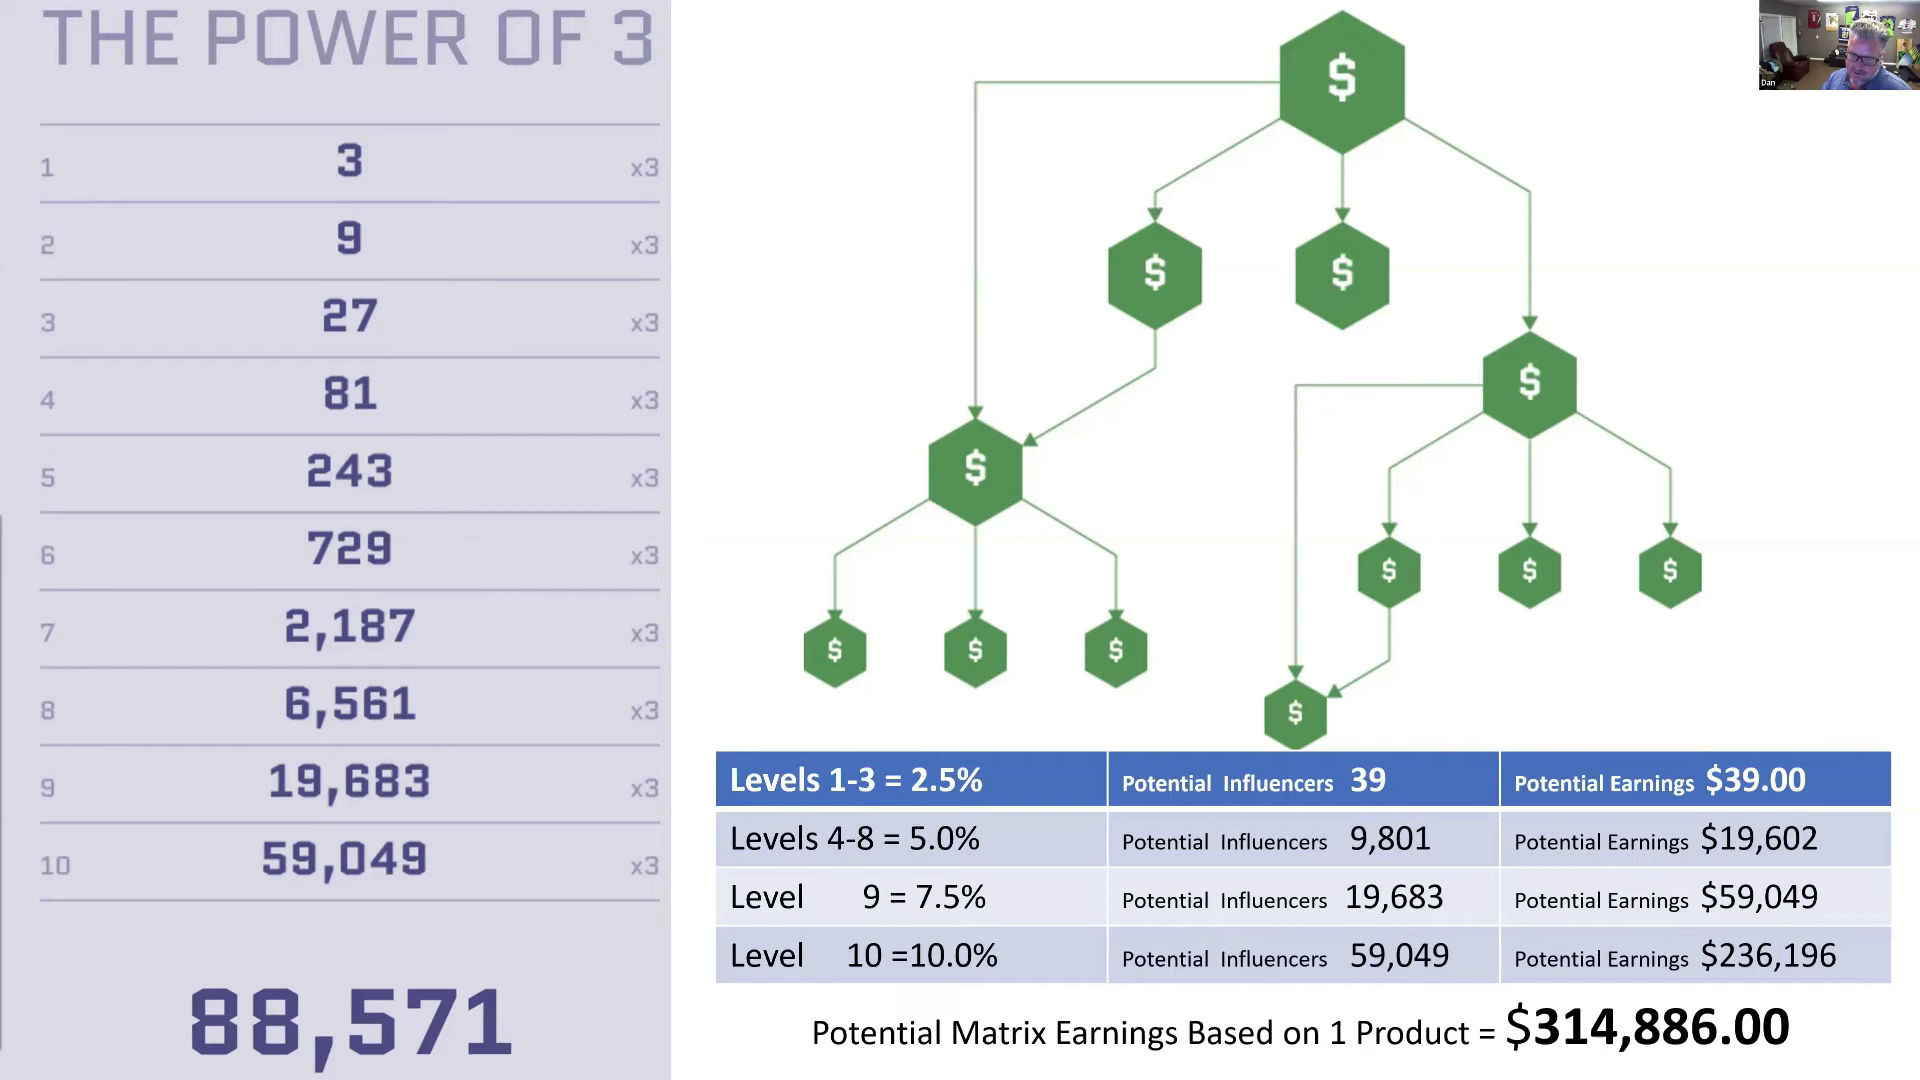 THE POWER OF 3
1 3 x3
2 9 x3
3 27 x3
4 81 x3
5 243 x3
6 729 x3
7 2,187 x3
8 6,561 x3
9 19,683 x3
10 59,049 x3
88,571
$
$ $
$
$
$ $ $
$ $ $
$
Dan
Levels 1-3 = 2.5% Potential Influencers 39 Potential Earnings $39.00
Levels 4-8 = 5.0% Potential Influencers 9,801 Potential Earnings $19,602
Level 9 = 7.5% Potential Influencers 19,683 Potential Earnings $59,049
Level 10 =10.0% Potential Influencers 59,049 Potential Earnings $236,196
Potential Matrix Earnings Based on 1 Product = $314,886.00